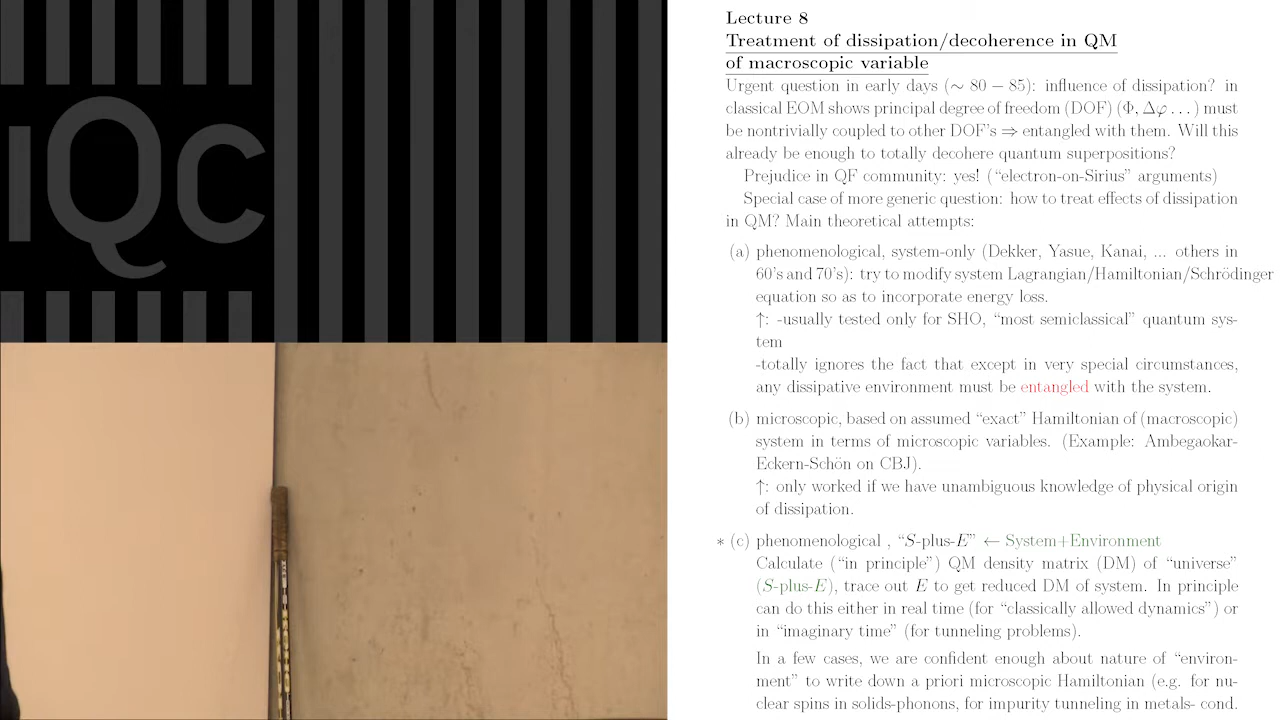 IQC
Lecture 8
Treatment of dissipation/decoherence in QM
of macroscopic variable
Urgent question in early days (∼ 80 − 85): influence of dissipation? in
classical EOM shows principal degree of freedom (DOF) (Φ, Δφ . . . ) must
be nontrivially coupled to other DOF's ⇒ entangled with them. Will this
already be enough to totally decohere quantum superpositions?
Prejudice in QF community: yes! (“electron-on-Sirius” arguments)
Special case of more generic question: how to treat effects of dissipation
in QM? Main theoretical attempts:
(a) phenomenological, system-only (Dekker, Yasue, Kanai, ... others in
60's and 70's): try to modify system Lagrangian/Hamiltonian/Schrödinger
equation so as to incorporate energy loss.
↑: -usually tested only for SHO, “most semiclassical” quantum sys-
tem
-totally ignores the fact that except in very special circumstances,
any dissipative environment must be entangled with the system.
(b) microscopic, based on assumed “exact” Hamiltonian of (macroscopic)
system in terms of microscopic variables. (Example: Ambegaokar-
Eckern-Schön on CBJ).
↑: only worked if we have unambiguous knowledge of physical origin
of dissipation.
∗ (c) phenomenological , “S-plus-E” ← System+Environment
Calculate (“in principle”) QM density matrix (DM) of “universe”
(S-plus-E), trace out E to get reduced DM of system. In principle
can do this either in real time (for “classically allowed dynamics”) or
in “imaginary time” (for tunneling problems).
In a few cases, we are confident enough about nature of “environ-
ment” to write down a priori microscopic Hamiltonian (e.g. for nu-
clear spins in solids-phonons, for impurity tunneling in metals- cond.